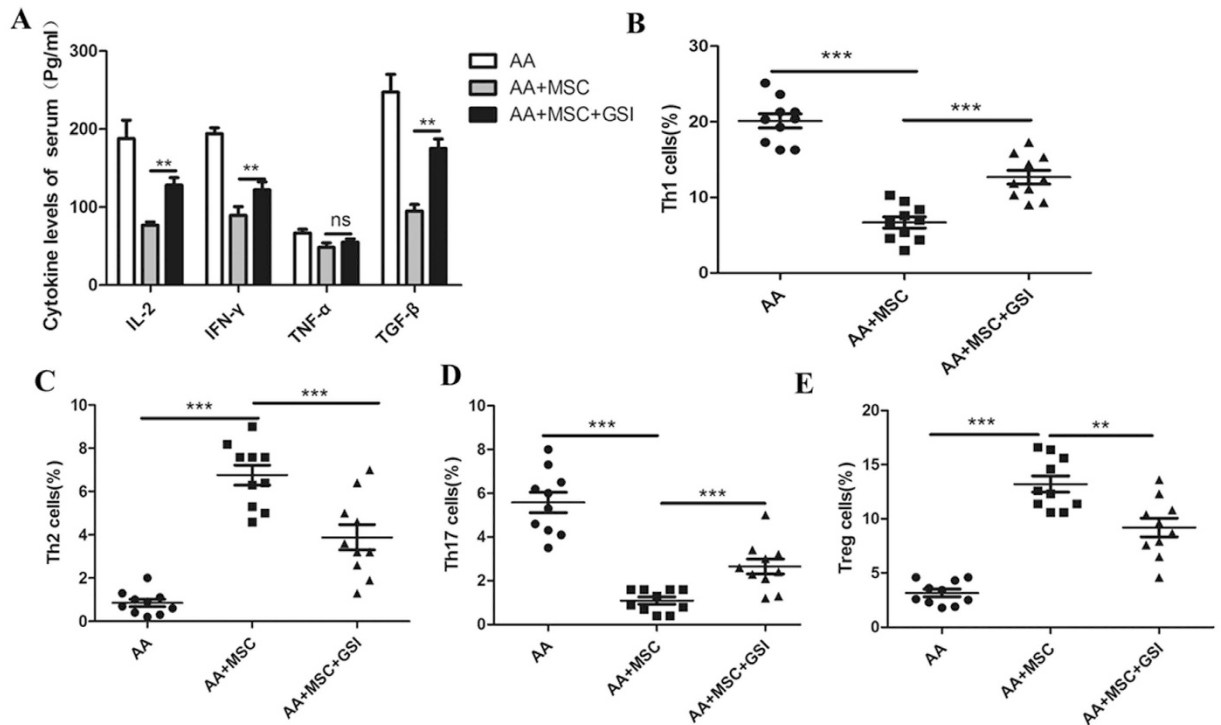 A
Cytokine levels of serum（Pg/ml）
300
200
100
0
**
**
ns
**
IL-2
IFN-γ
TNF-α
TGF-β
AA
AA+MSC
AA+MSC+GSI
B
Th1 cells(%)
30
20
10
0
***
***
AA
AA+MSC
AA+MSC+GSI
C
Th2 cells(%)
10
8
6
4
2
0
***
***
AA
AA+MSC
AA+MSC+GSI
D
Th17 cells(%)
10
8
6
4
2
0
***
***
AA
AA+MSC
AA+MSC+GSI
E
Treg cells(%)
20
15
10
5
0
***
**
AA
AA+MSC
AA+MSC+GSI